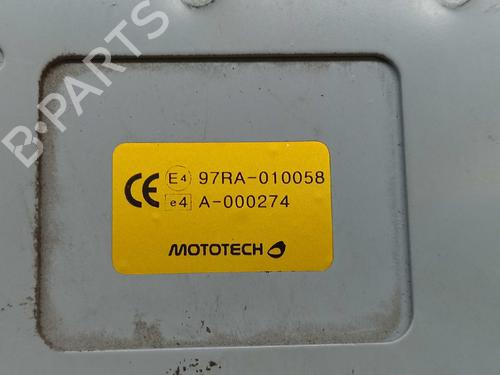 B-PARTS
CE E4 97RA-010058
e4 A-000274
MOTOTECH